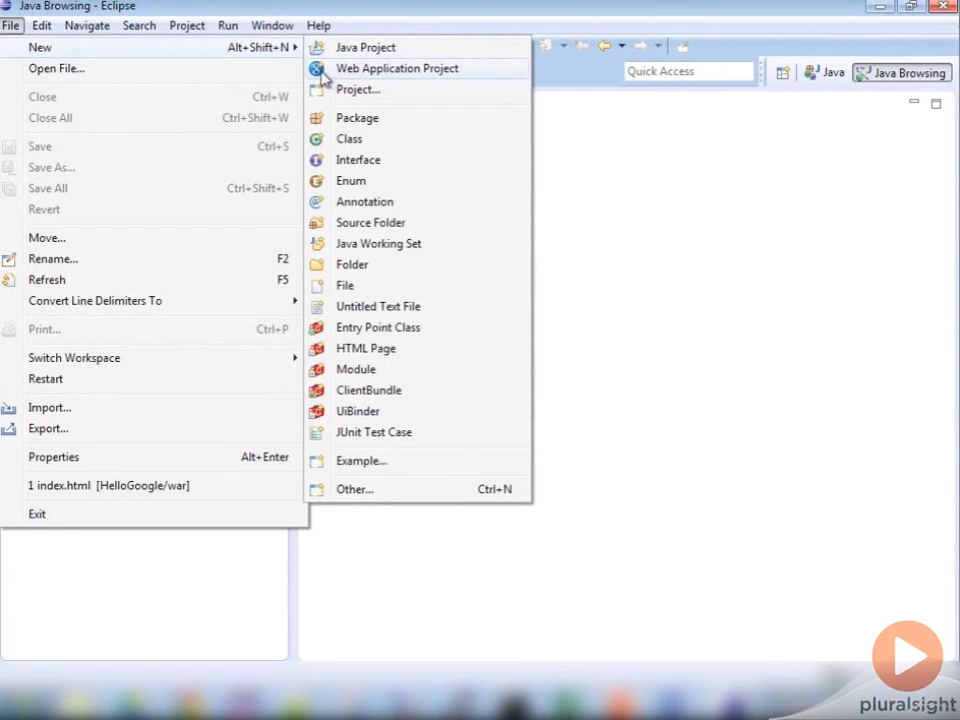 Java Browsing - Eclipse
File Edit Navigate Search Project Run Window Help
New Alt+Shift+N
Open File...
Close Ctrl+W
Close All Ctrl+Shift+W
Save Ctrl+S
Save As...
Save All Ctrl+Shift+S
Revert
Move...
Rename... F2
Refresh F5
Convert Line Delimiters To
Print... Ctrl+P
Switch Workspace
Restart
Import...
Export...
Properties Alt+Enter
1 index.html [HelloGoogle/war]
Exit
Java Project
Web Application Project
Project...
Package
Class
Interface
Enum
Annotation
Source Folder
Java Working Set
Folder
File
Untitled Text File
Entry Point Class
HTML Page
Module
ClientBundle
UiBinder
JUnit Test Case
Example...
Other... Ctrl+N
Quick Access
Java
Java Browsing
pluralsight